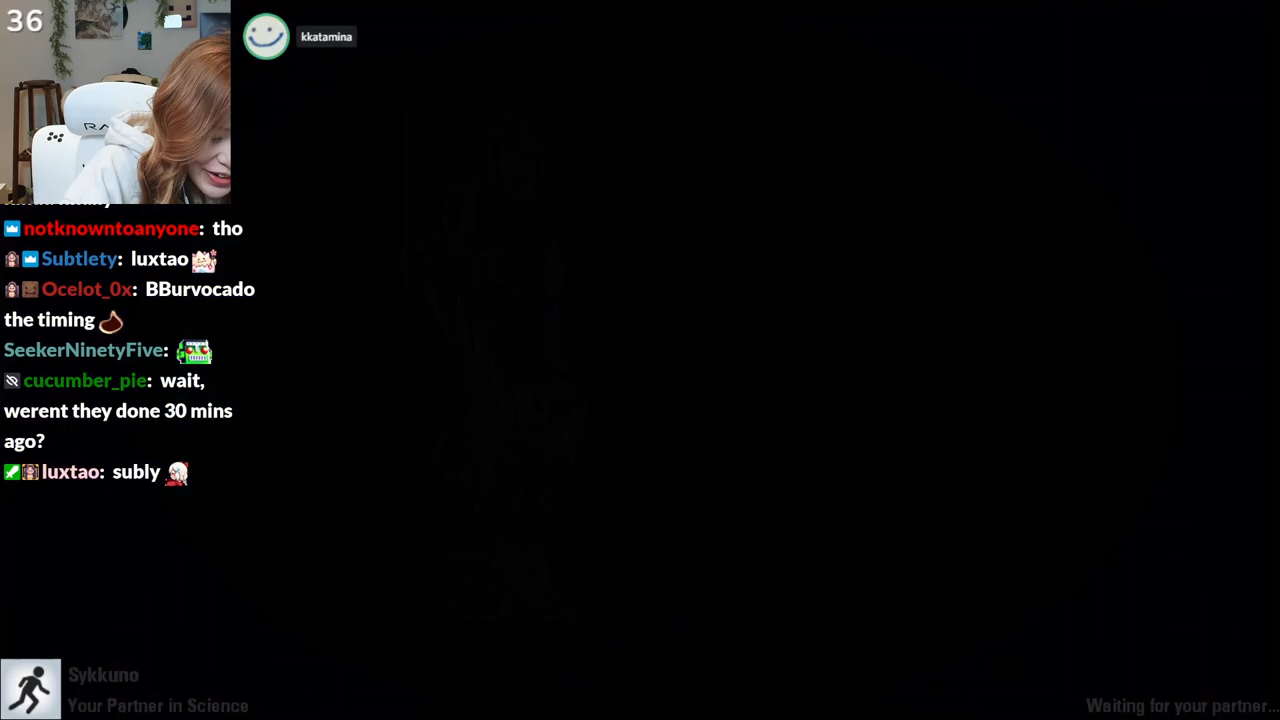 36
kkatamina
notknowntoanyone: tho
Subtlety: luxtao
Ocelot_0x: BBurvocado
the timing
SeekerNinetyFive:
cucumber_pie: wait,
werent they done 30 mins
ago?
luxtao: subly
Sykkuno
Your Partner in Science
Waiting for your partner...